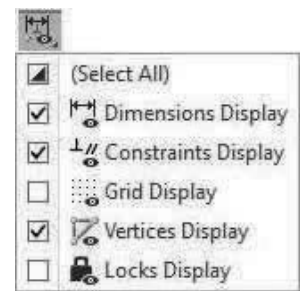 (Select All)
Dimensions Display
Constraints Display
Grid Display
Vertices Display
Locks Display